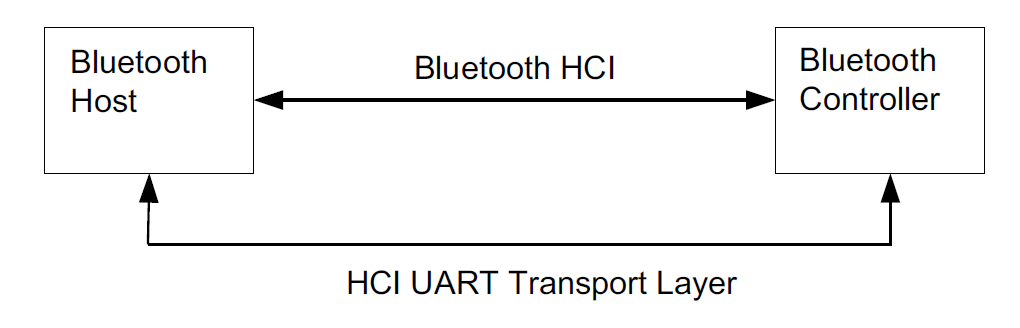 Bluetooth
Host
Bluetooth HCI
Bluetooth
Controller
HCI UART Transport Layer